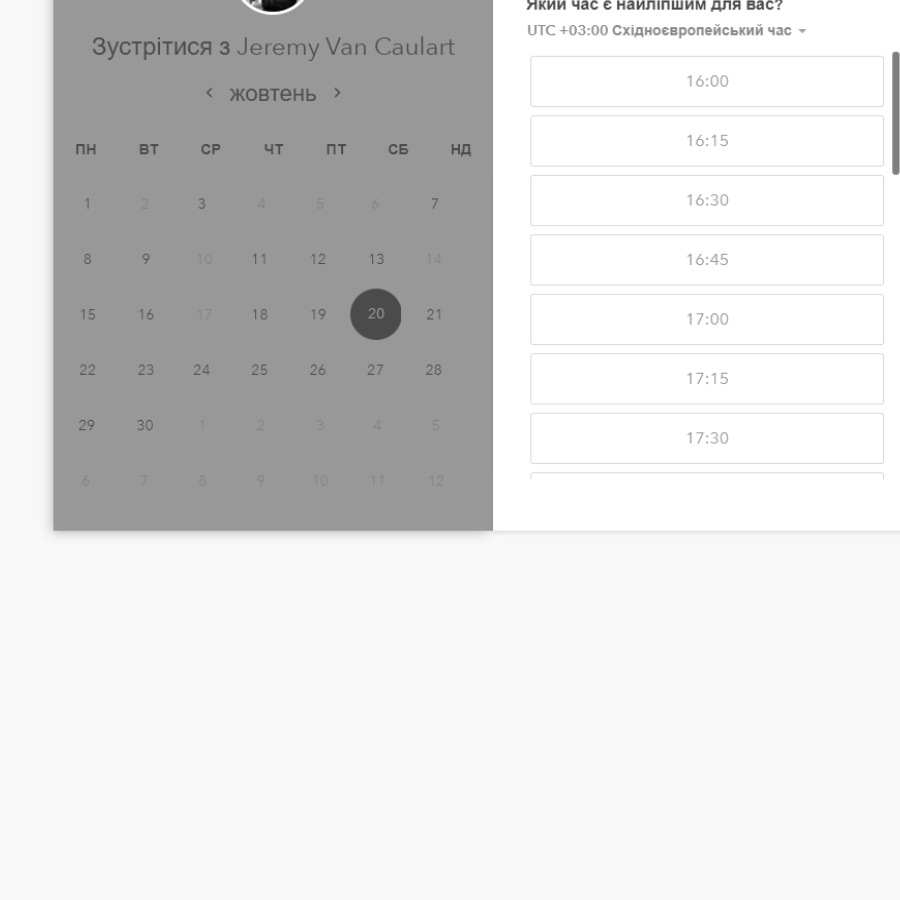 Зустрітися з Jeremy Van Caulart
жовтень
ПН ВТ СР ЧТ ПТ СБ НД
1 2 3 4 5 6 7
8 9 10 11 12 13 14
15 16 17 18 19 20 21
22 23 24 25 26 27 28
29 30 1 2 3 4 5
6 7 8 9 10 11 12
Який час є найліпшим для вас?
UTC +03:00 Східноєвропейський час
16:00
16:15
16:30
16:45
17:00
17:15
17:30